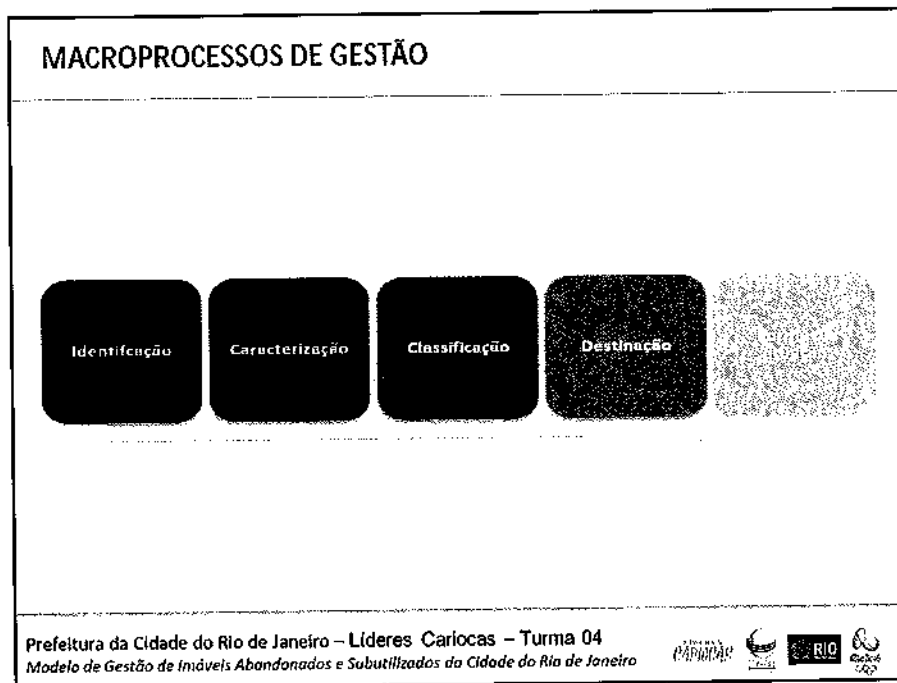 MACROPROCESSOS DE GESTÃO
Identifcação
Caracterização
Classificação
Destinação
Prefeitura da Cidade do Rio de Janeiro – Líderes Cariocas – Turma 04
Modelo de Gestão de Imóveis Abandonados e Subutilizados da Cidade do Rio de Janeiro
CARIOCAS
RIO